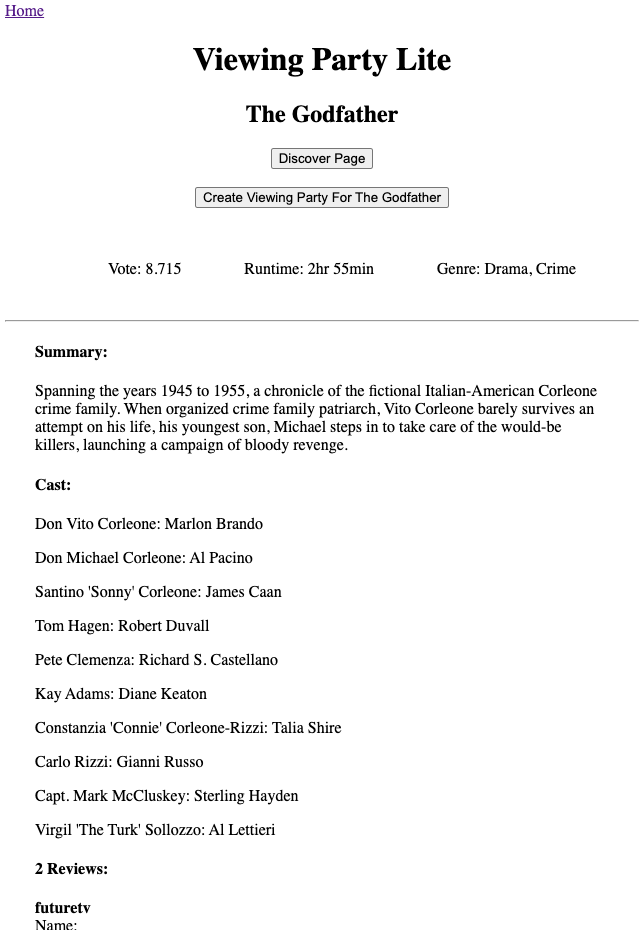 Home
Viewing Party Lite
The Godfather
Discover Page
Create Viewing Party For The Godfather
Vote: 8.715 Runtime: 2hr 55min Genre: Drama, Crime
Summary:
Spanning the years 1945 to 1955, a chronicle of the fictional Italian-American Corleone
crime family. When organized crime family patriarch, Vito Corleone barely survives an
attempt on his life, his youngest son, Michael steps in to take care of the would-be
killers, launching a campaign of bloody revenge.
Cast:
Don Vito Corleone: Marlon Brando
Don Michael Corleone: Al Pacino
Santino 'Sonny' Corleone: James Caan
Tom Hagen: Robert Duvall
Pete Clemenza: Richard S. Castellano
Kay Adams: Diane Keaton
Constanzia 'Connie' Corleone-Rizzi: Talia Shire
Carlo Rizzi: Gianni Russo
Capt. Mark McCluskey: Sterling Hayden
Virgil 'The Turk' Sollozzo: Al Lettieri
2 Reviews:
futuretv
Name: